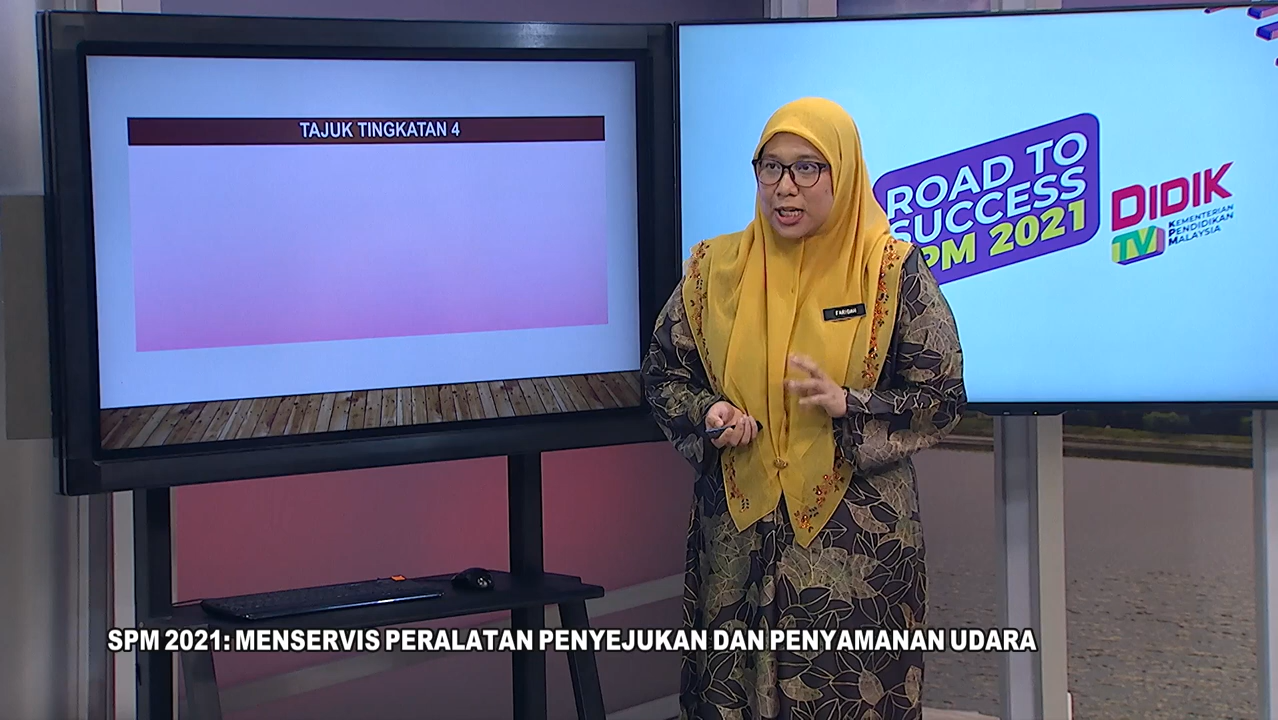 TAJUK TINGKATAN 4
ROAD TO
SUCCESS
PM 2021
DIDIK
TV
KEMENTERIAN
PENDIDIKAN
MALAYSIA
FARIDAH
SPM 2021: MENSERVIS PERALATAN PENYEJUKAN DAN PENYAMANAN UDARA